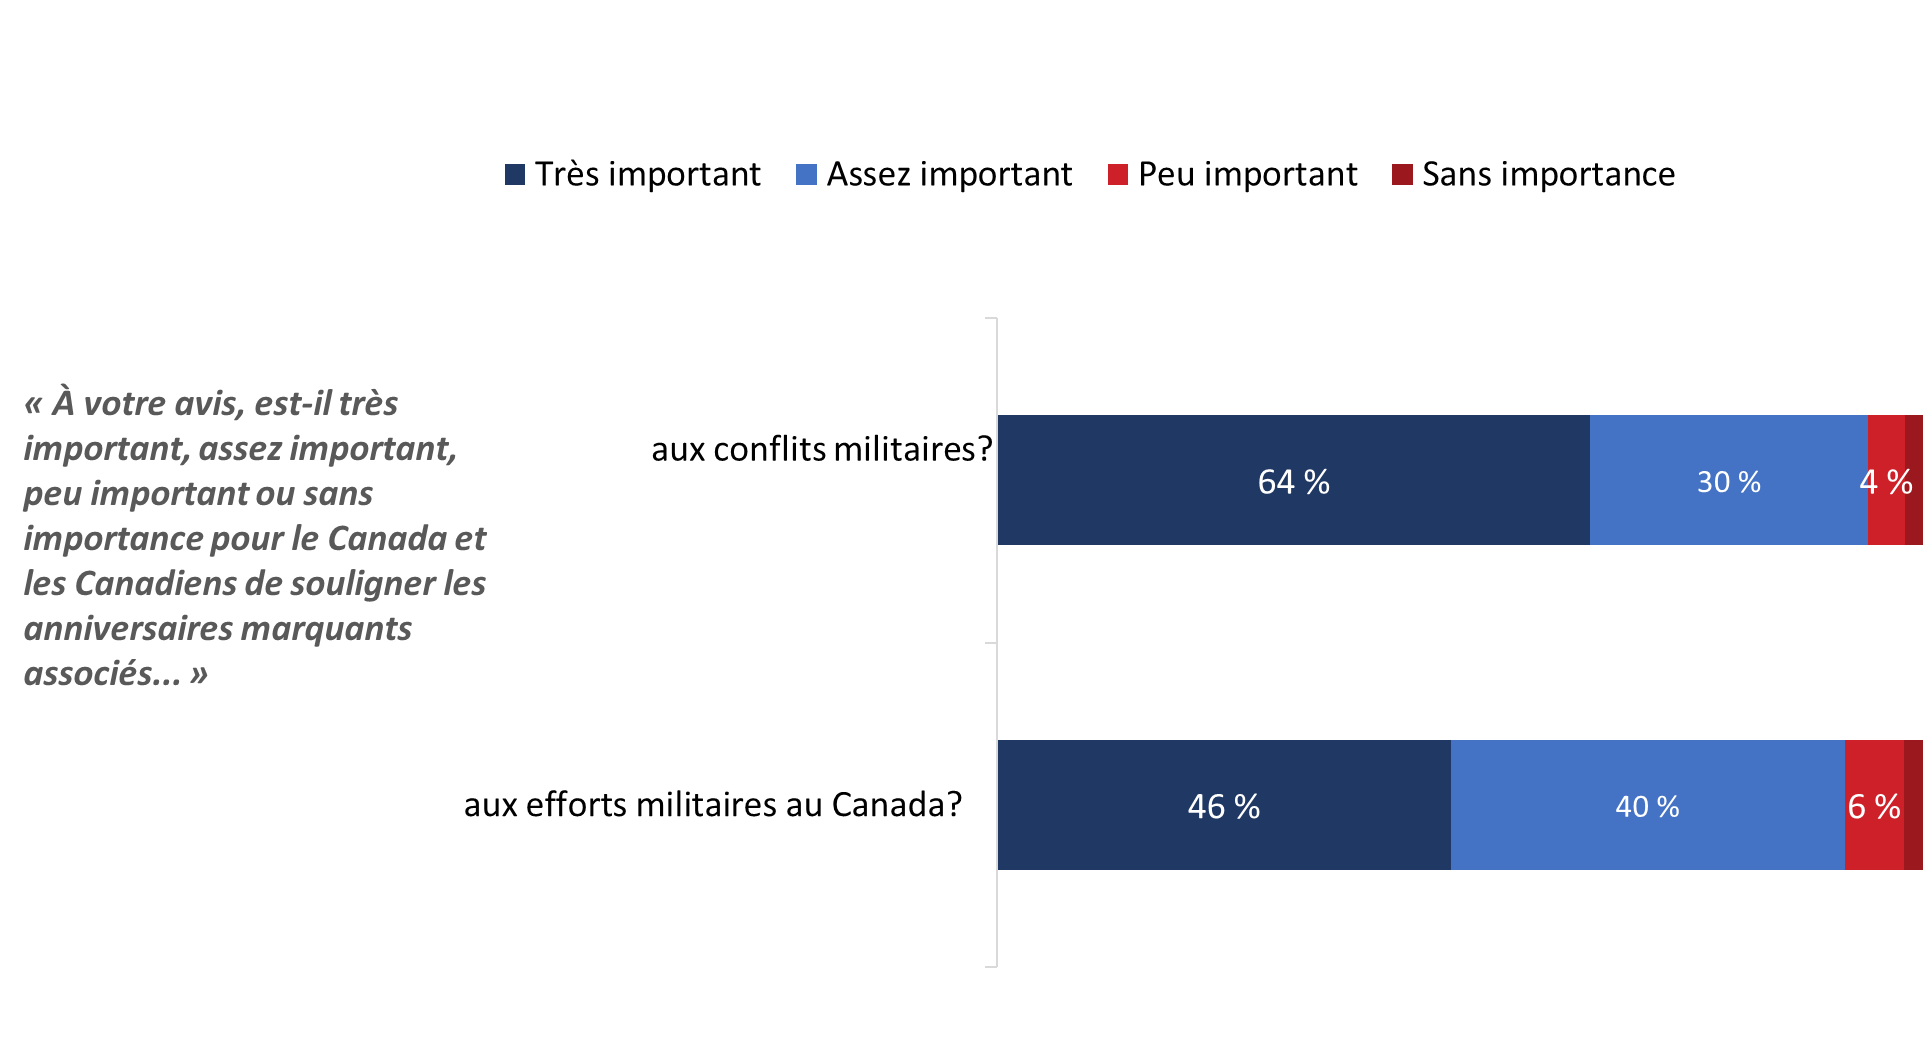 Très important
Assez important
Peu important
Sans importance
« À votre avis, est-il très
important, assez important,
peu important ou sans
importance pour le Canada et
les Canadiens de souligner les
anniversaires marquants
associés... »
aux conflits militaires?
64 %
30 %
4 %
aux efforts militaires au Canada?
46 %
40 %
6 %